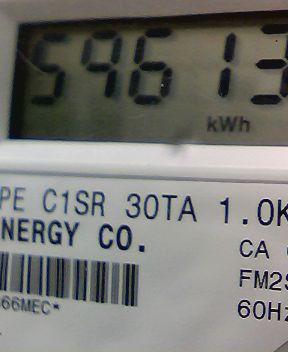 59613
kWh
PE C1SR 30TA 1.0K
NERGY CO.
CA
FM2S
60Hz
66MEC*